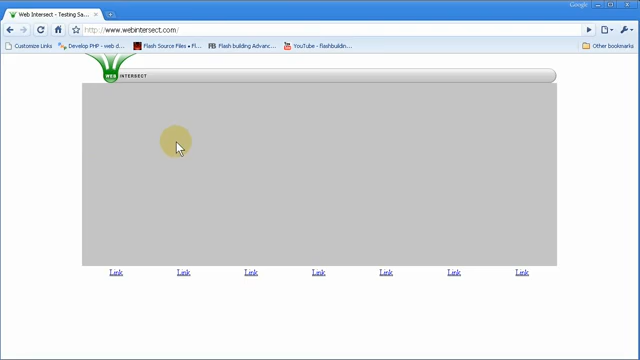 Google
Web Intersect - Testing Sa...
http://www.webintersect.com/
Customize Links
Develop PHP - web d...
Flash Source Files • Fl...
FB
Flash building Advanc...
YouTube - flashbuildin...
Other bookmarks
WEB INTERSECT
Link Link Link Link Link Link Link